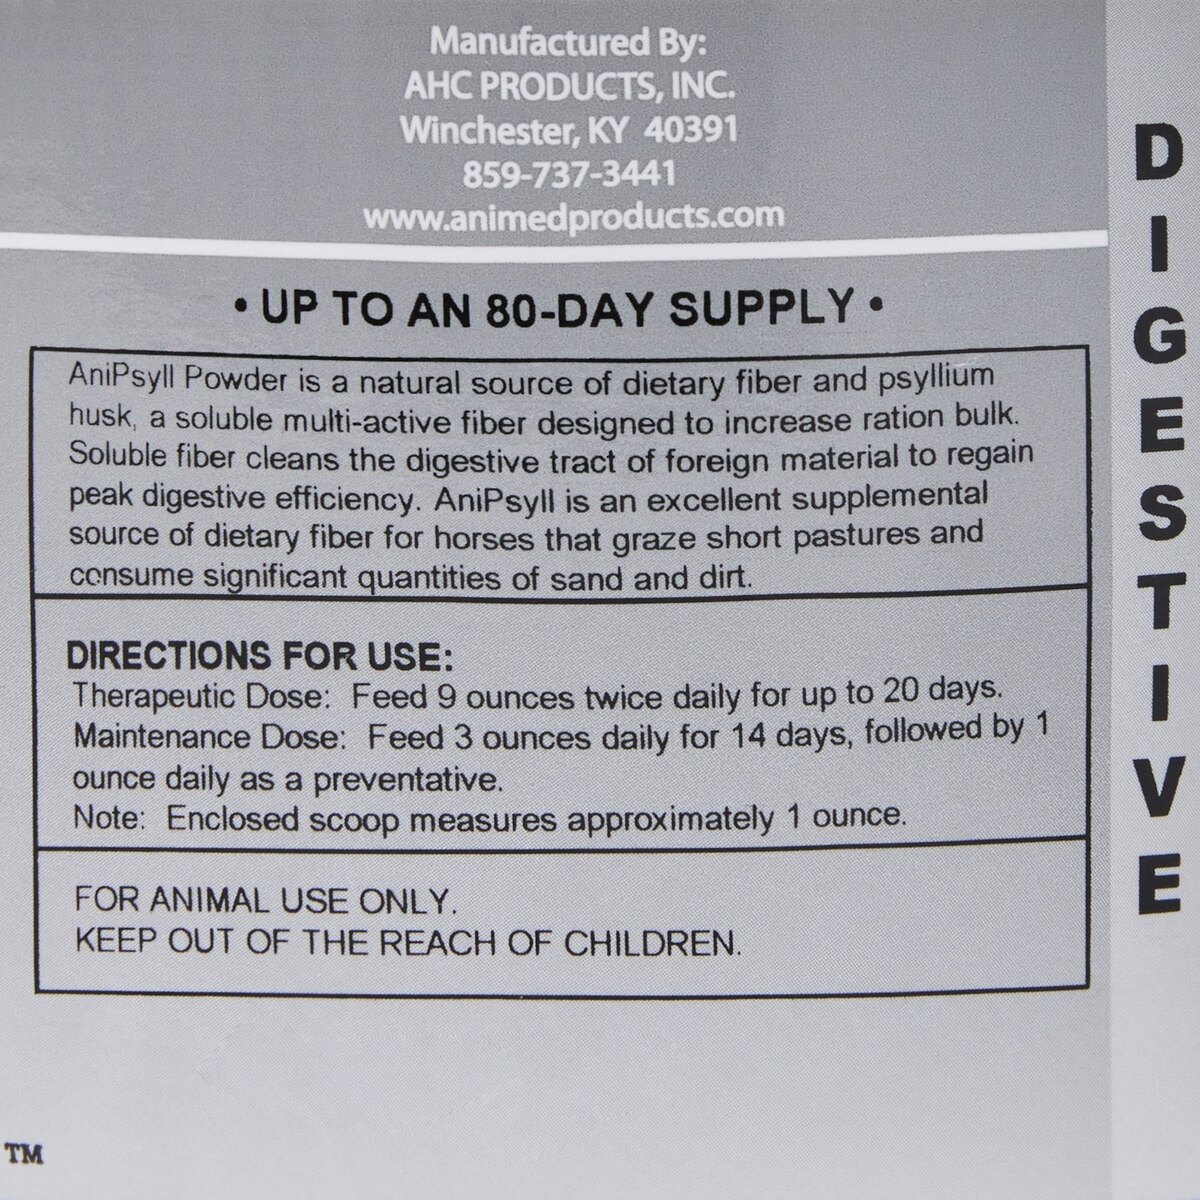 Manufactured By:
AHC PRODUCTS, INC.
Winchester, KY 40391
859-737-3441
www.animedproducts.com
• UP TO AN 80-DAY SUPPLY •
AniPsyll Powder is a natural source of dietary fiber and psyllium
husk, a soluble multi-active fiber designed to increase ration bulk.
Soluble fiber cleans the digestive tract of foreign material to regain
peak digestive efficiency. AniPsyll is an excellent supplemental
source of dietary fiber for horses that graze short pastures and
consume significant quantities of sand and dirt.
DIRECTIONS FOR USE:
Therapeutic Dose: Feed 9 ounces twice daily for up to 20 days.
Maintenance Dose: Feed 3 ounces daily for 14 days, followed by 1
ounce daily as a preventative.
Note: Enclosed scoop measures approximately 1 ounce.
FOR ANIMAL USE ONLY.
KEEP OUT OF THE REACH OF CHILDREN.
TM
DIGESTIVE